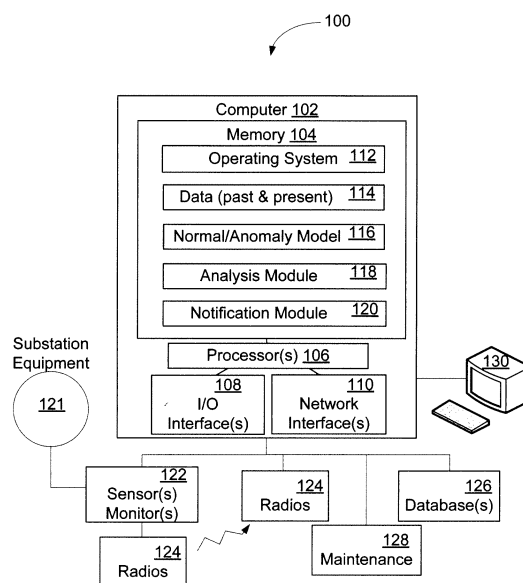 100
Computer 102
Memory 104
Operating System 112
Data (past & present) 114
Normal/Anomaly Model 116
Analysis Module 118
Notification Module 120
Processor(s) 106
108
I/O
Interface(s)
110
Network
Interface(s)
130
Substation
Equipment
121
122
Sensor(s)
Monitor(s)
124
Radios
124
Radios
128
Maintenance
126
Database(s)